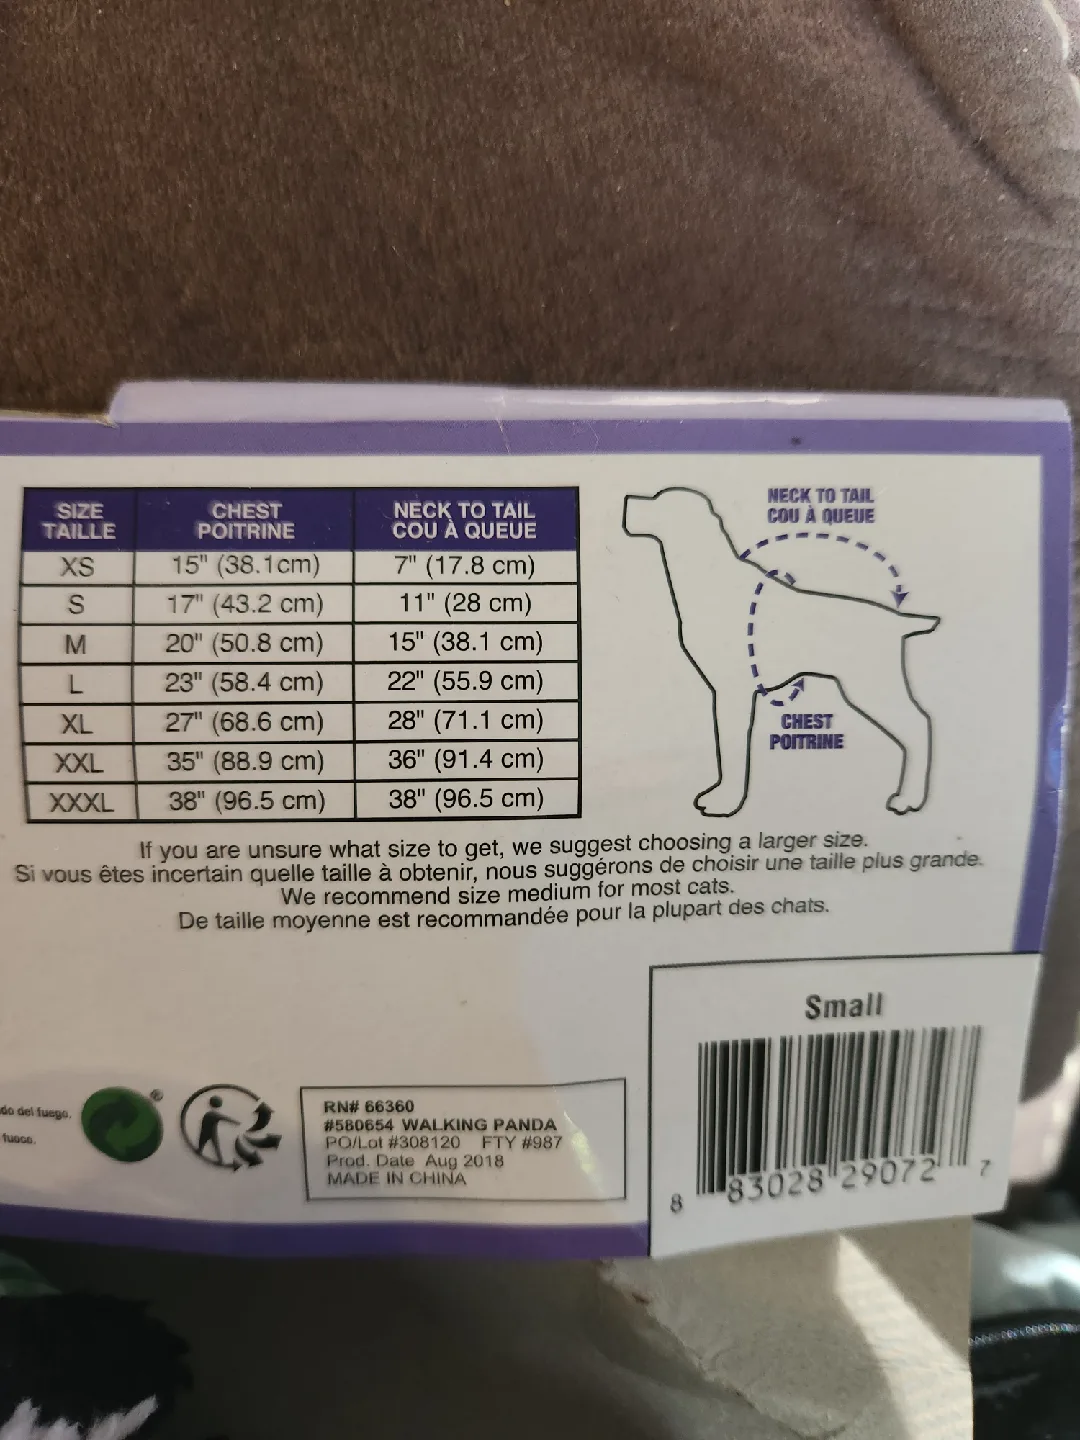 SIZE CHEST NECK TO TAIL
TAILLE POITRINE COU À QUEUE
XS 15" (38.1cm) 7" (17.8 cm)
S 17" (43.2 cm) 11" (28 cm)
M 20" (50.8 cm) 15" (38.1 cm)
L 23" (58.4 cm) 22" (55.9 cm)
XL 27" (68.6 cm) 28" (71.1 cm)
XXL 35" (88.9 cm) 36" (91.4 cm)
XXXL 38" (96.5 cm) 38" (96.5 cm)
NECK TO TAIL
COU À QUEUE
CHEST
POITRINE
If you are unsure what size to get, we suggest choosing a larger size.
Si vous êtes incertain quelle taille à obtenir, nous suggérons de choisir une taille plus grande.
We recommend size medium for most cats.
De taille moyenne est recommandée pour la plupart des chats.
do del fuego.
fuoco.
®
RN# 66360
#580654 WALKING PANDA
PO/Lot #308120 FTY #987
Prod. Date Aug 2018
MADE IN CHINA
Small
8 83028 29072 7